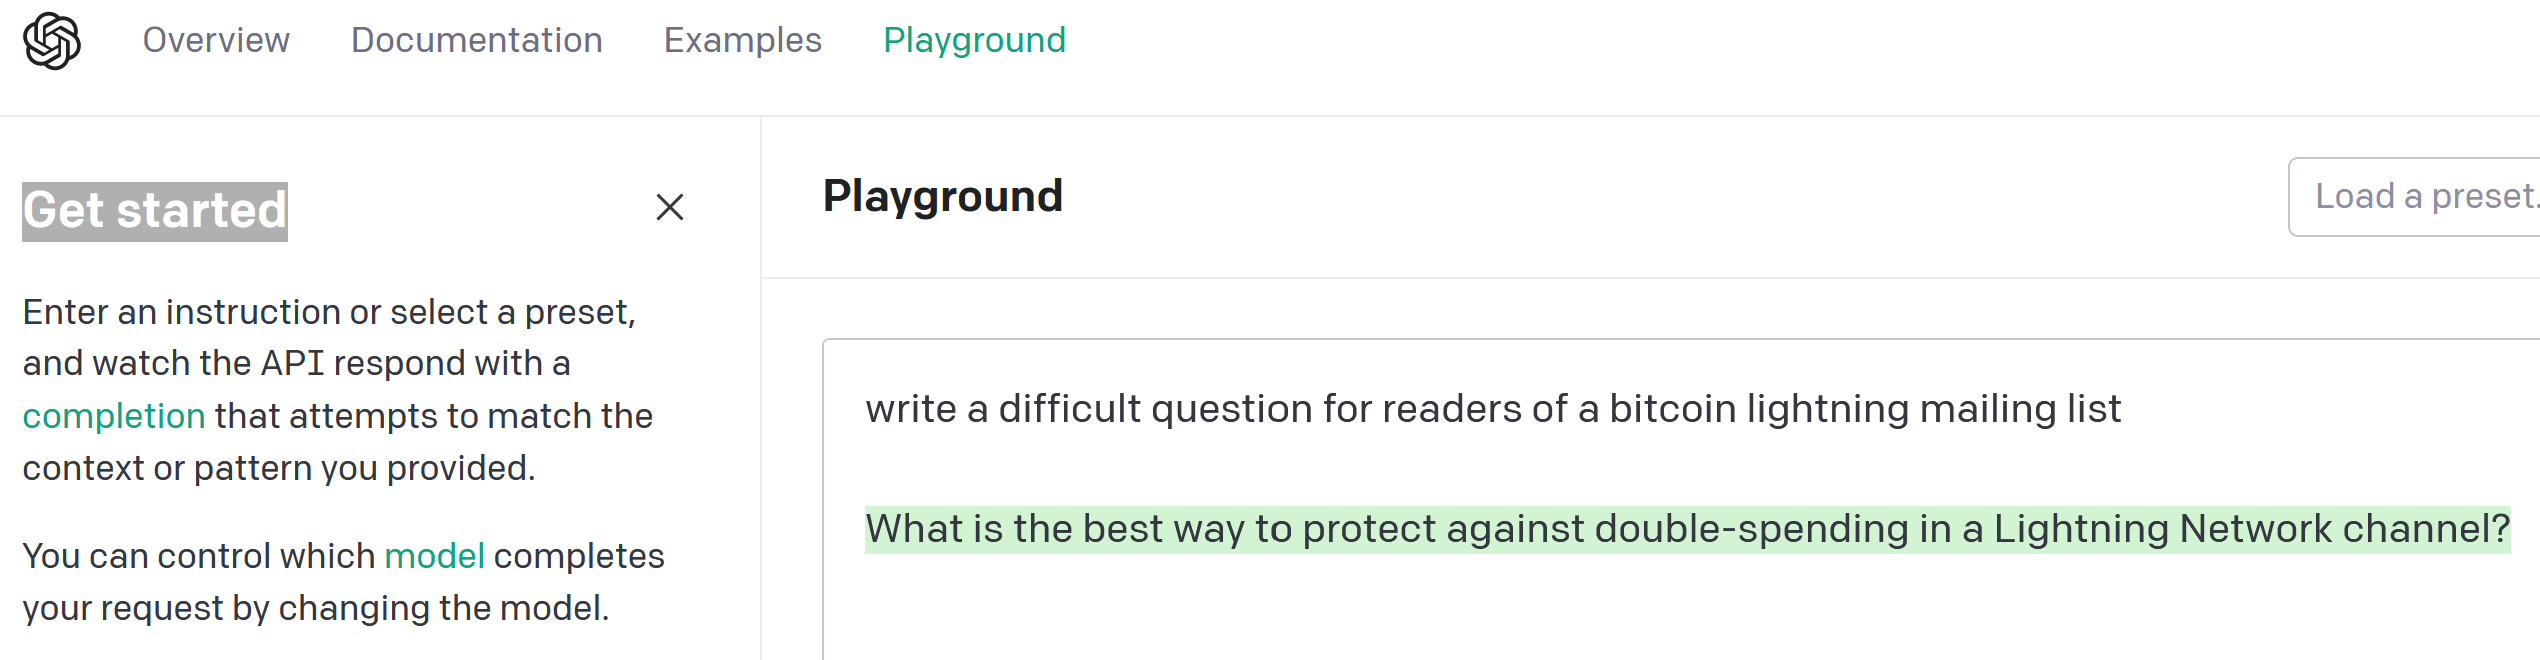 Overview Documentation Examples Playground
Get started
Enter an instruction or select a preset,
and watch the API respond with a
completion that attempts to match the
context or pattern you provided.
You can control which model completes
your request by changing the model.
Playground
Load a preset.
write a difficult question for readers of a bitcoin lightning mailing list
What is the best way to protect against double-spending in a Lightning Network channel?